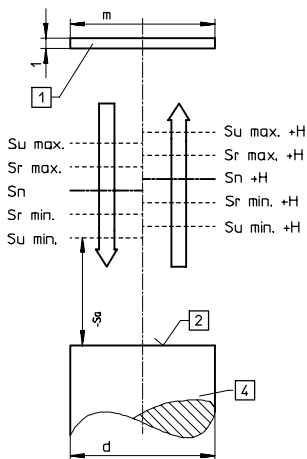 m
1
1
Su max.
Sr max.
Sn
Sr min.
Su min.
Su max. +H
Sr max. +H
Sn +H
Sr min. +H
Su min. +H
-Sa
2
4
d